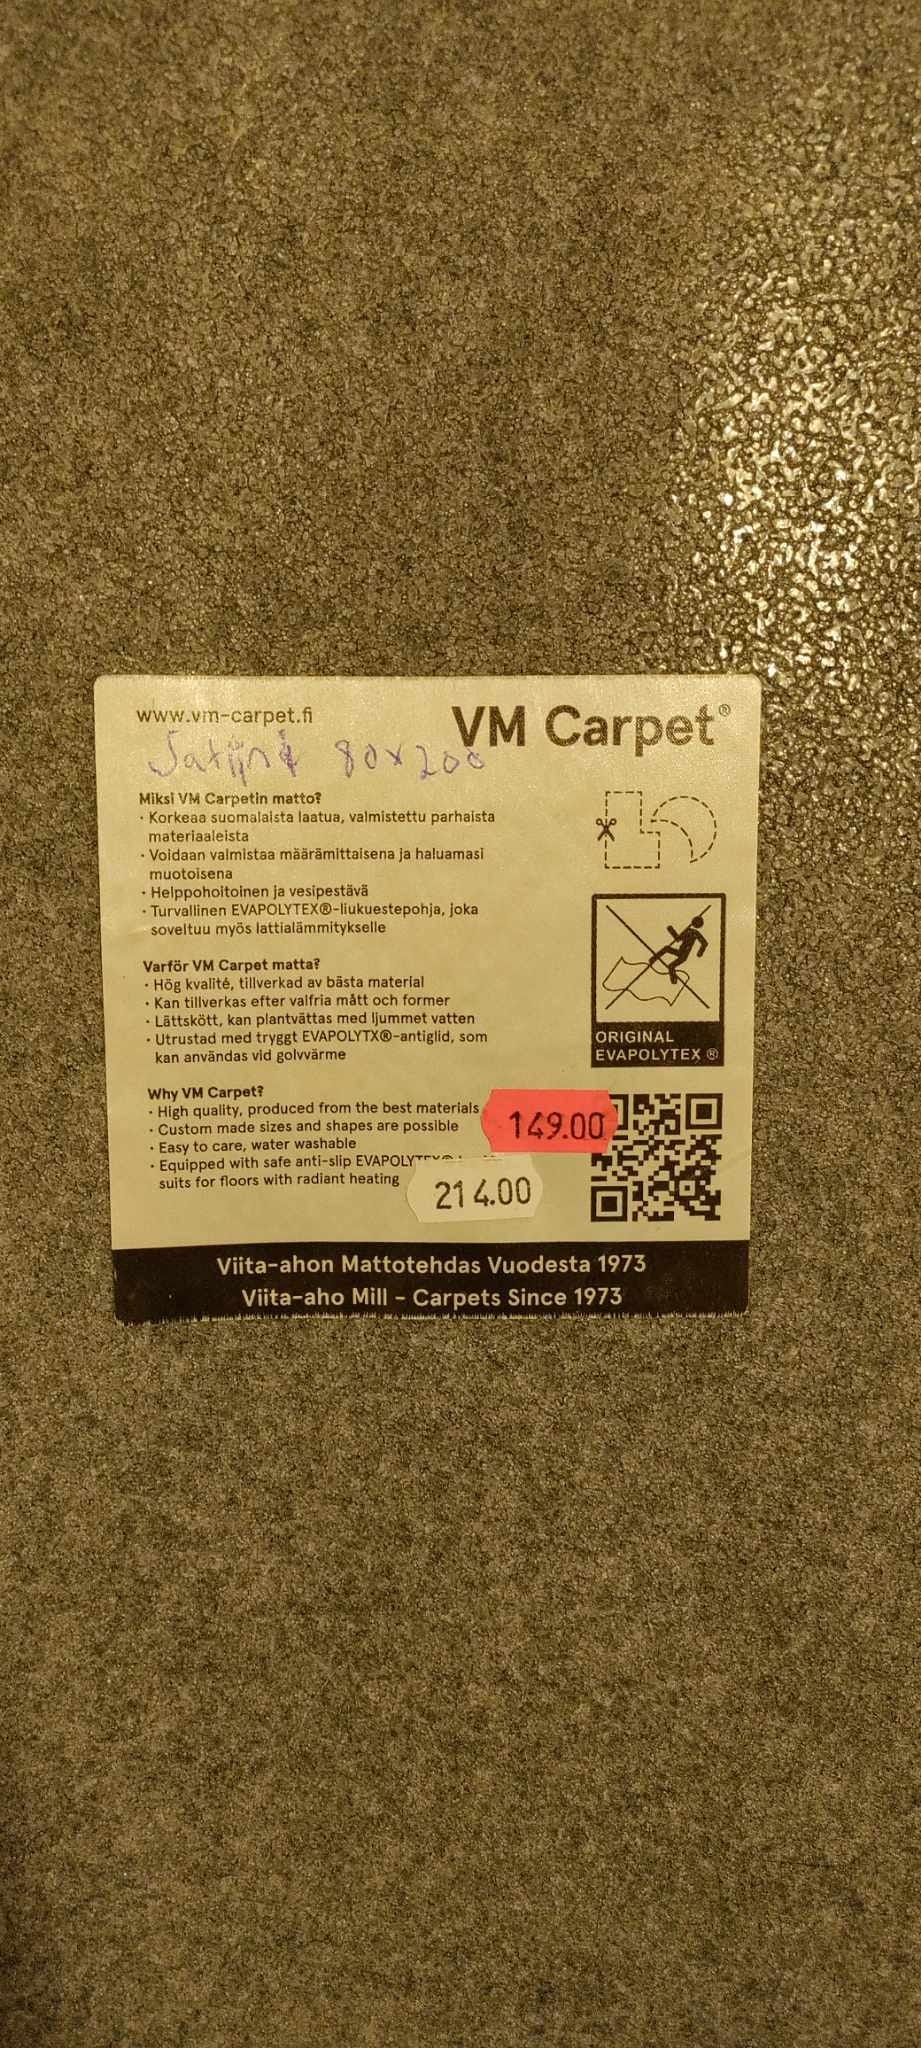 www.vm-carpet.fi
VM Carpet®
80x200
Miksi VM Carpetin matto?
· Korkeaa suomalaista laatua, valmistettu parhaista
materiaaleista
· Voidaan valmistaa määrämittaisena ja haluamasi
muotoisena
· Helppohoitoinen ja vesipestävä
· Turvallinen EVAPOLYTEX®-liukuestepohja, joka
soveltuu myös lattialämmitykselle
Varför VM Carpet matta?
· Hög kvalité, tillverkad av bästa material
· Kan tillverkas efter valfria mått och former
· Lättskött, kan plantvättas med ljummet vatten
· Utrustad med tryggt EVAPOLYTX®-antiglid, som
kan användas vid golvvärme
ORIGINAL
EVAPOLYTEX ®
Why VM Carpet?
· High quality, produced from the best materials
· Custom made sizes and shapes are possible
· Easy to care, water washable
· Equipped with safe anti-slip EVAPOLYTEX®
suits for floors with radiant heating
149.00
214.00
Viita-ahon Mattotehdas Vuodesta 1973
Viita-aho Mill - Carpets Since 1973